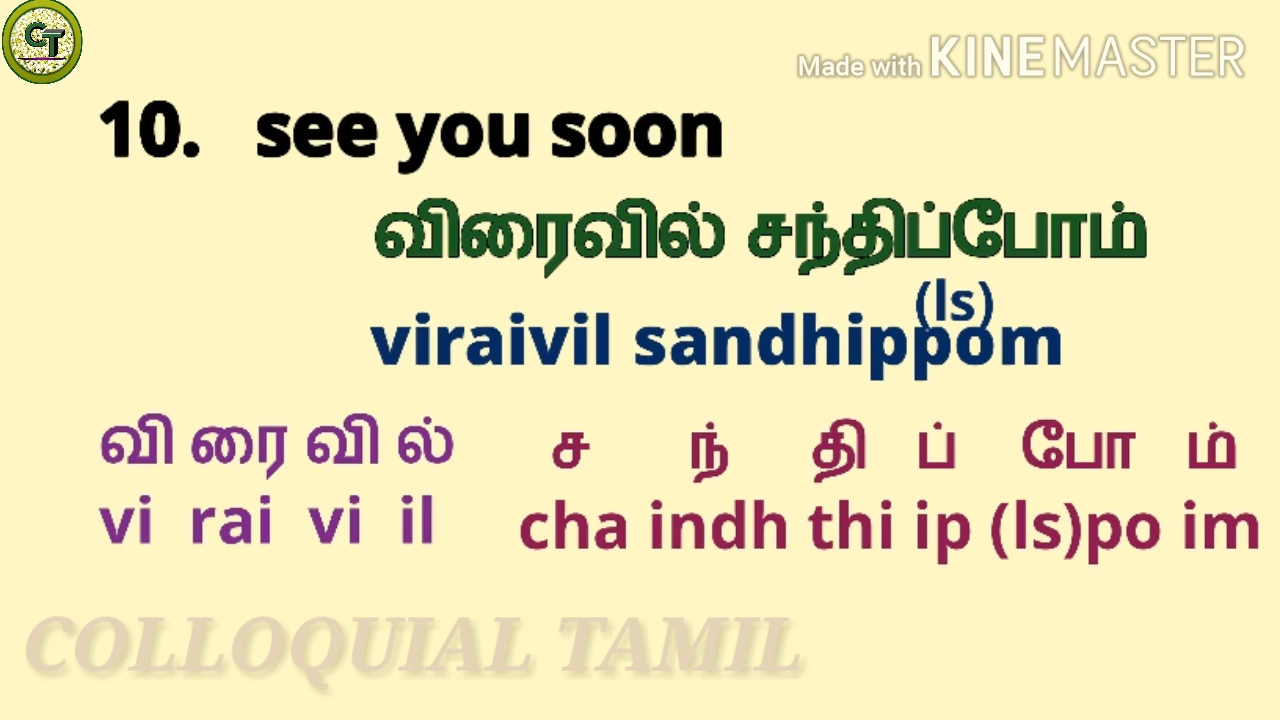 CT
Made with KINEMASTER
10. see you soon
விரைவில் சந்திப்போம்
(ls)
viraivil sandhippom
வி ரை வி ல் ச ந் தி ப் போ ம்
vi rai vi il cha indh thi ip (ls)po im
COLLOQUIAL TAMIL